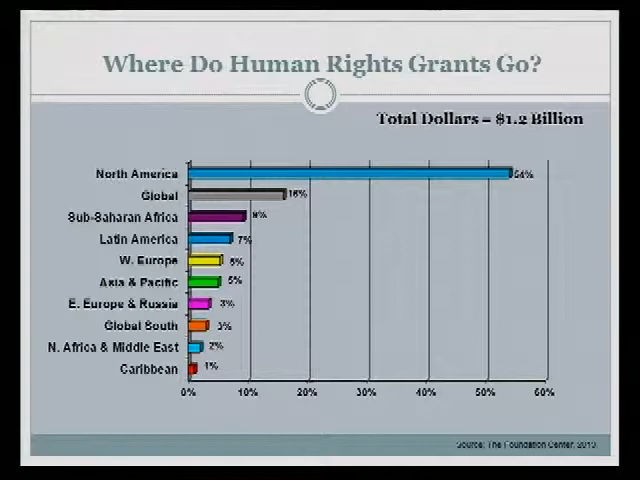 Where Do Human Rights Grants Go?
Total Dollars = $1.2 Billion
North America 54%
Global 16%
Sub-Saharan Africa 9%
Latin America 7%
W. Europe
Asia & Pacific 5%
E. Europe & Russia 3%
Global South 3%
N. Africa & Middle East 2%
Caribbean 1%
0% 10% 20% 30% 40% 50% 60%
Source: The Foundation Center, 2010.